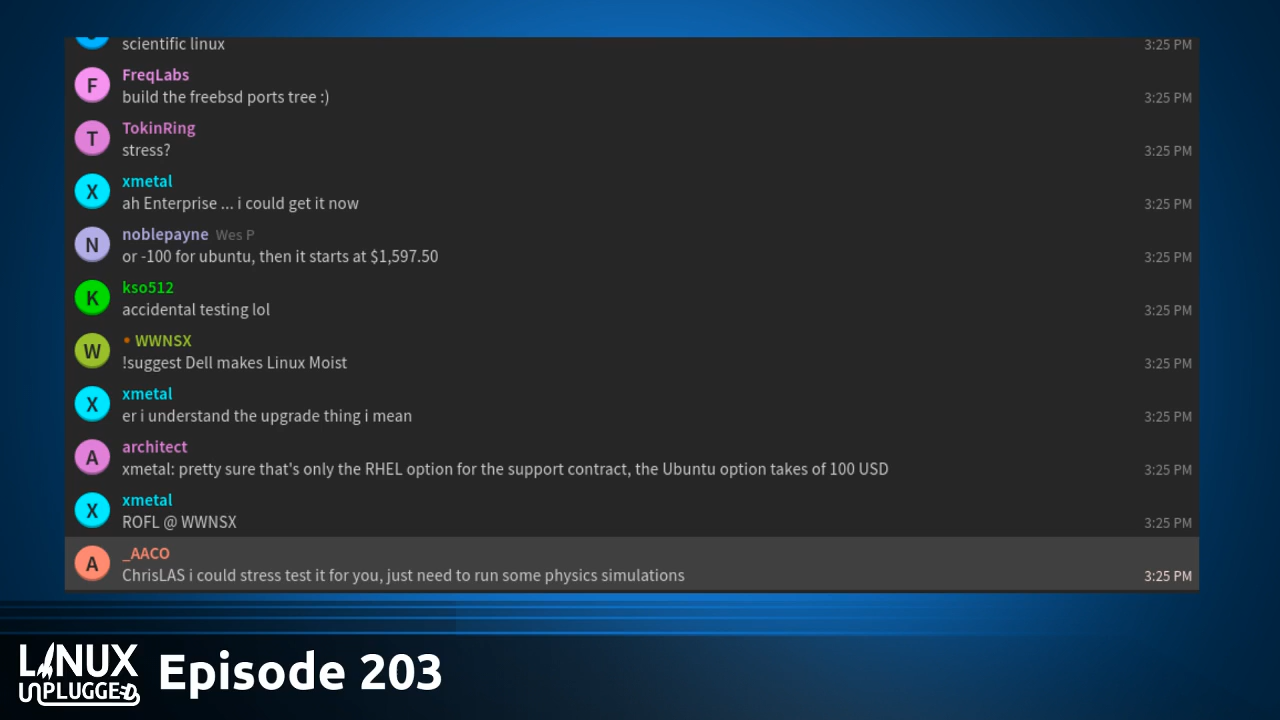 scientific linux 3:25 PM
F FreqLabs
build the freebsd ports tree :) 3:25 PM
T TokinRing
stress? 3:25 PM
X xmetal
ah Enterprise ... i could get it now 3:25 PM
N noblepayne Wes P
or -100 for ubuntu, then it starts at $1,597.50 3:25 PM
K kso512
accidental testing lol 3:25 PM
W • WWNSX
!suggest Dell makes Linux Moist 3:25 PM
X xmetal
er i understand the upgrade thing i mean 3:25 PM
A architect
xmetal: pretty sure that's only the RHEL option for the support contract, the Ubuntu option takes of 100 USD 3:25 PM
X xmetal
ROFL @ WWNSX 3:25 PM
A _AACO
ChrisLAS i could stress test it for you, just need to run some physics simulations 3:25 PM
LINUX
UNPLUGGED
Episode 203